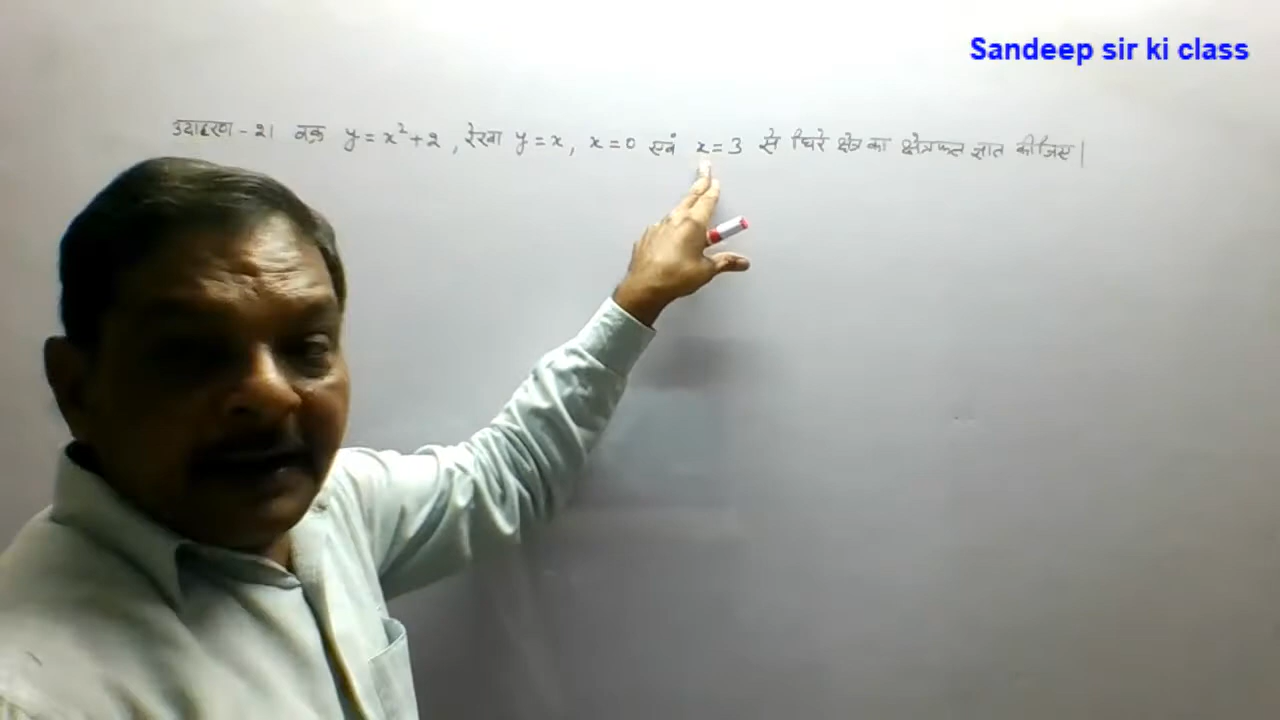 Sandeep sir ki class
उदाहरण - 21 वक्र y = x² + 2 , रेखा y = x, x = 0 एवं x = 3 से घिरे क्षेत्र का क्षेत्रफल ज्ञात कीजिए |